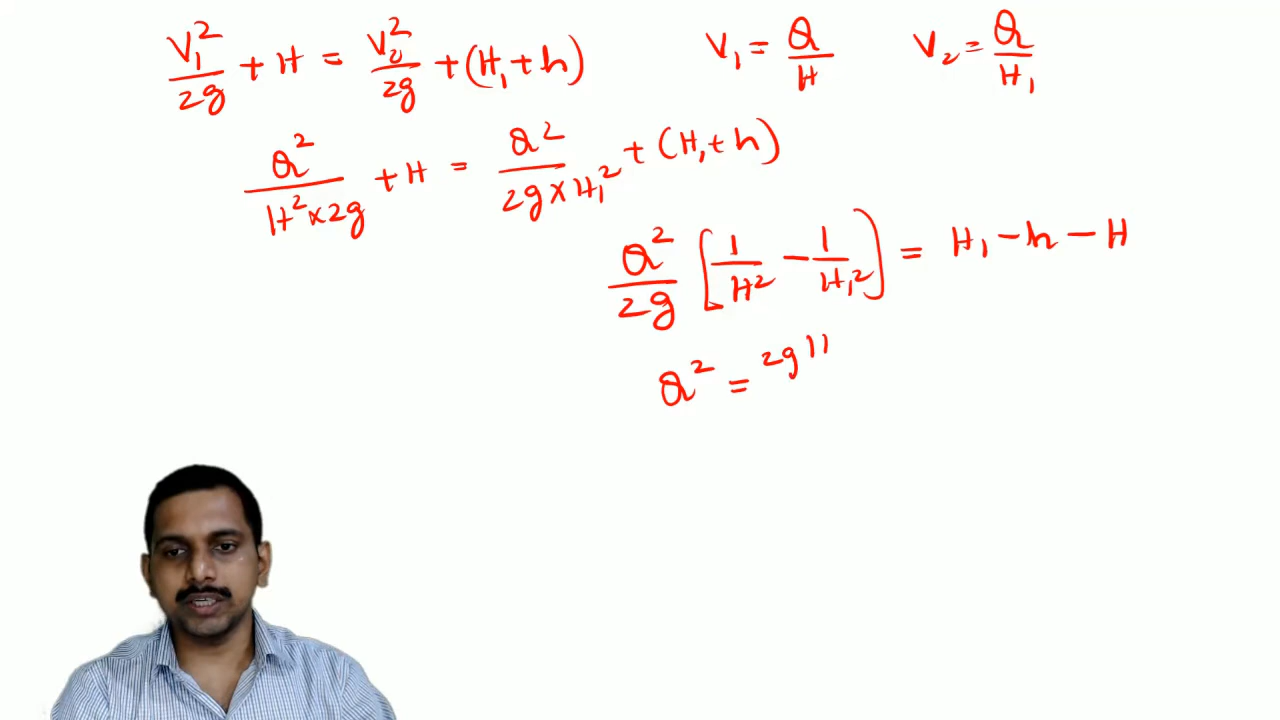 V₁²/2g + H = V₂²/2g + (H₁ + h) V₁ = Q/H V₂ = Q/H₁
Q²/H² × 2g + H = Q²/2g × H₁² + (H₁ + h)
Q²/2g [1/H² − 1/H₁²] = H₁ − h − H
Q² = 2g